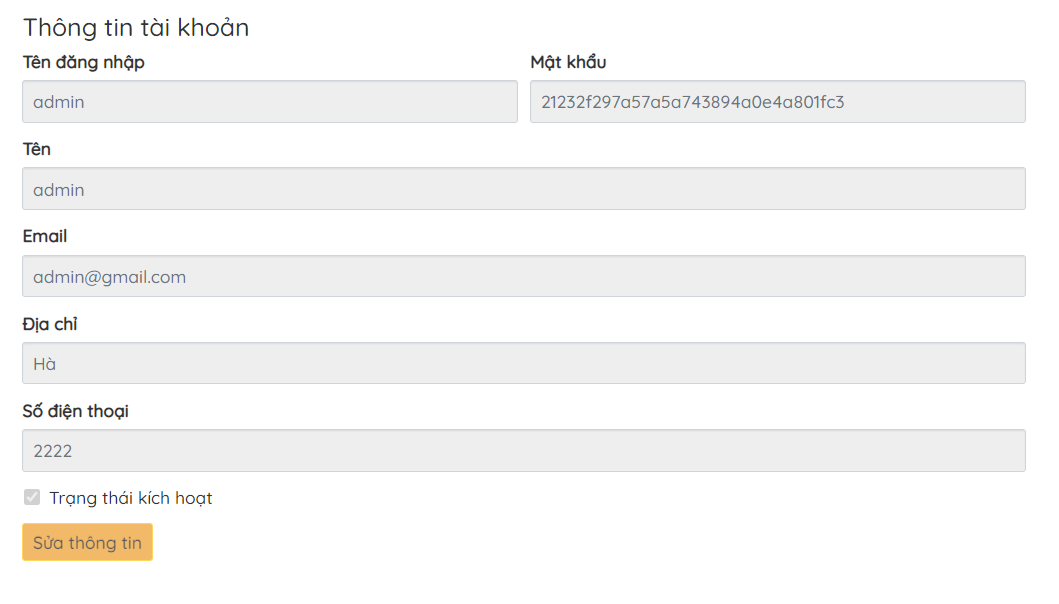 Thông tin tài khoản
Tên đăng nhập
Mật khẩu
admin
21232f297a57a5a743894a0e4a801fc3
Tên
admin
Email
admin@gmail.com
Địa chỉ
Hà
Số điện thoại
2222
Trạng thái kích hoạt
Sửa thông tin